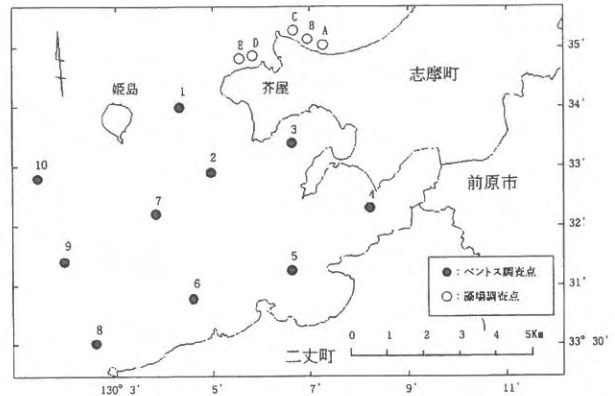 C
B
A
E
D
35'
志摩町
姫島
芥屋
1
34'
3
10
2
33'
前原市
4
7
32'
9
5
31'
6
●：ベントス調査点
○：藻場調査点
8
0 1 2 3 4 5Km
33° 30'
二丈町
130° 3'
5'
7'
9'
11'